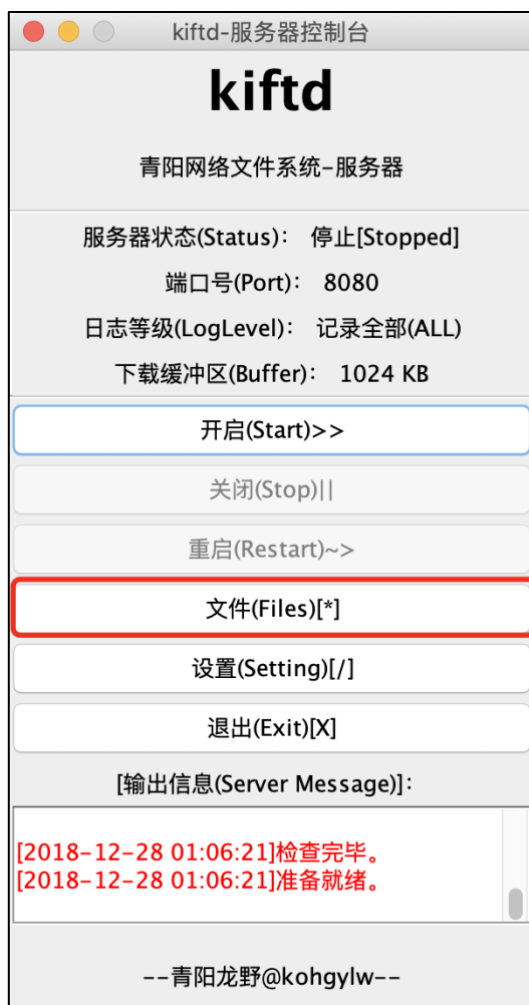 kiftd-服务器控制台
kiftd
青阳网络文件系统-服务器
服务器状态(Status)： 停止[Stopped]
端口号(Port)： 8080
日志等级(LogLevel)： 记录全部(ALL)
下载缓冲区(Buffer)： 1024 KB
开启(Start)>>
关闭(Stop)||
重启(Restart)~>
文件(Files)[*]
设置(Setting)[/]
退出(Exit)[X]
[输出信息(Server Message)]：
[2018-12-28 01:06:21]检查完毕。
[2018-12-28 01:06:21]准备就绪。
--青阳龙野@kohgylw--